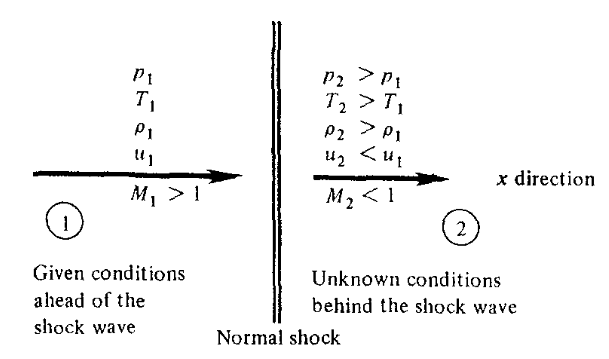 p₁
T₁
ρ₁
u₁
M₁ > 1
1
Given conditions
ahead of the
shock wave
p₂ > p₁
T₂ > T₁
ρ₂ > ρ₁
u₂ < u₁
M₂ < 1
x direction
2
Unknown conditions
behind the shock wave
Normal shock